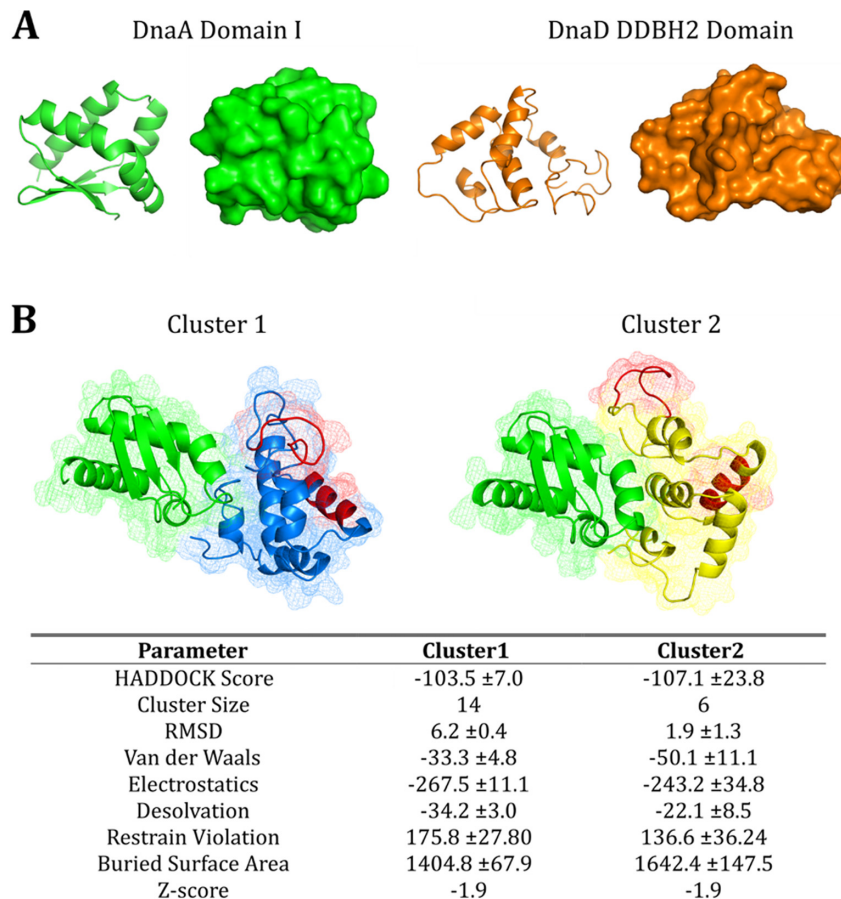 A
DnaA Domain I DnaD DDBH2 Domain
B
Cluster 1 Cluster 2
Parameter Cluster1 Cluster2
HADDOCK Score -103.5 ±7.0 -107.1 ±23.8
Cluster Size 14 6
RMSD 6.2 ±0.4 1.9 ±1.3
Van der Waals -33.3 ±4.8 -50.1 ±11.1
Electrostatics -267.5 ±11.1 -243.2 ±34.8
Desolvation -34.2 ±3.0 -22.1 ±8.5
Restrain Violation 175.8 ±27.80 136.6 ±36.24
Buried Surface Area 1404.8 ±67.9 1642.4 ±147.5
Z-score -1.9 -1.9